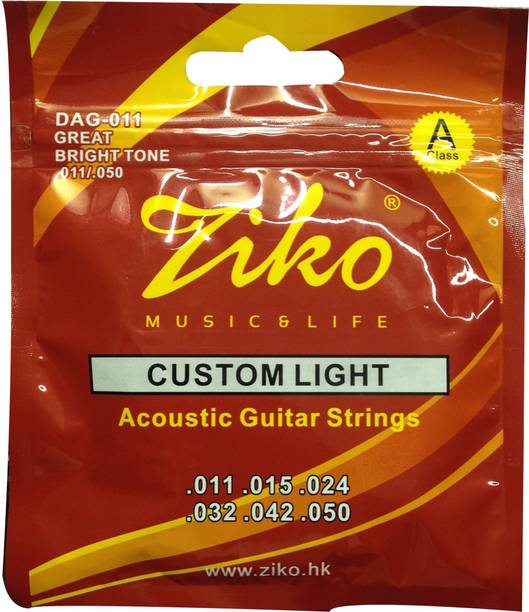 DAG-011
GREAT
BRIGHT TONE
.011/.050
A
Class
Ziko®
MUSIC & LIFE
CUSTOM LIGHT
Acoustic Guitar Strings
.011 .015 .024
.032 .042 .050
www.ziko.hk